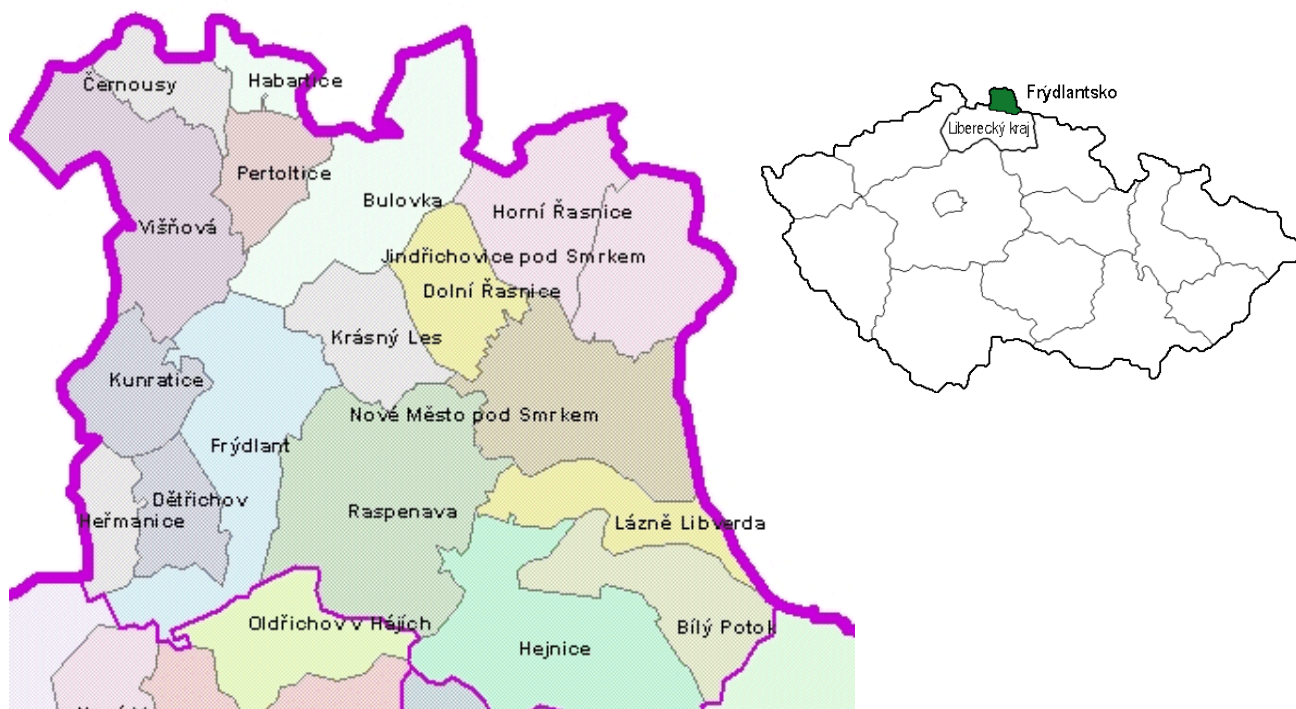 Černousy
Habartice
Pertoltice
Bulovka
Višňová
Horní Řasnice
Jindřichovice pod Smrkem
Dolní Řasnice
Krásný Les
Kunratice
Nové Město pod Smrkem
Frýdlant
Dětřichov
Heřmanice
Raspenava
Lázně Libverda
Oldřichov v Hájích
Bílý Potok
Hejnice
Frýdlantsko
Liberecký kraj